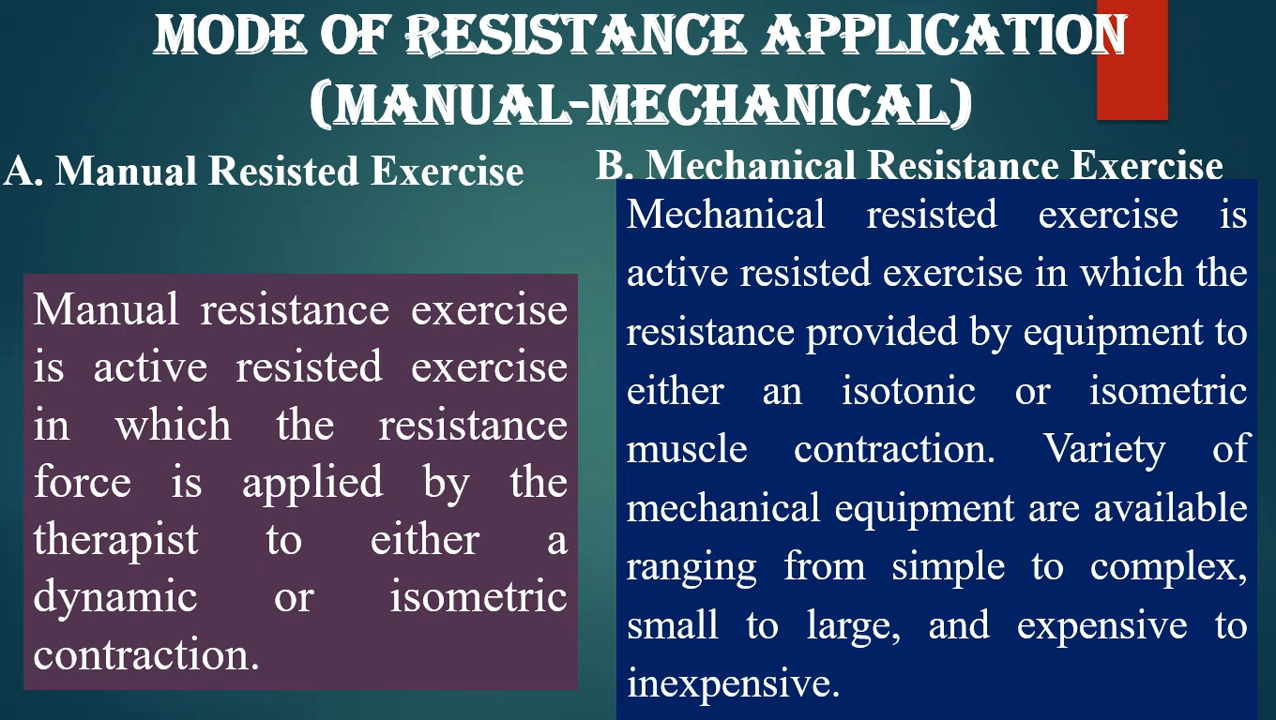 MODE OF RESISTANCE APPLICATION
(MANUAL-MECHANICAL)
A. Manual Resisted Exercise
Manual resistance exercise
is active resisted exercise
in which the resistance
force is applied by the
therapist to either a
dynamic or isometric
contraction.
B. Mechanical Resistance Exercise
Mechanical resisted exercise is
active resisted exercise in which the
resistance provided by equipment to
either an isotonic or isometric
muscle contraction. Variety of
mechanical equipment are available
ranging from simple to complex,
small to large, and expensive to
inexpensive.